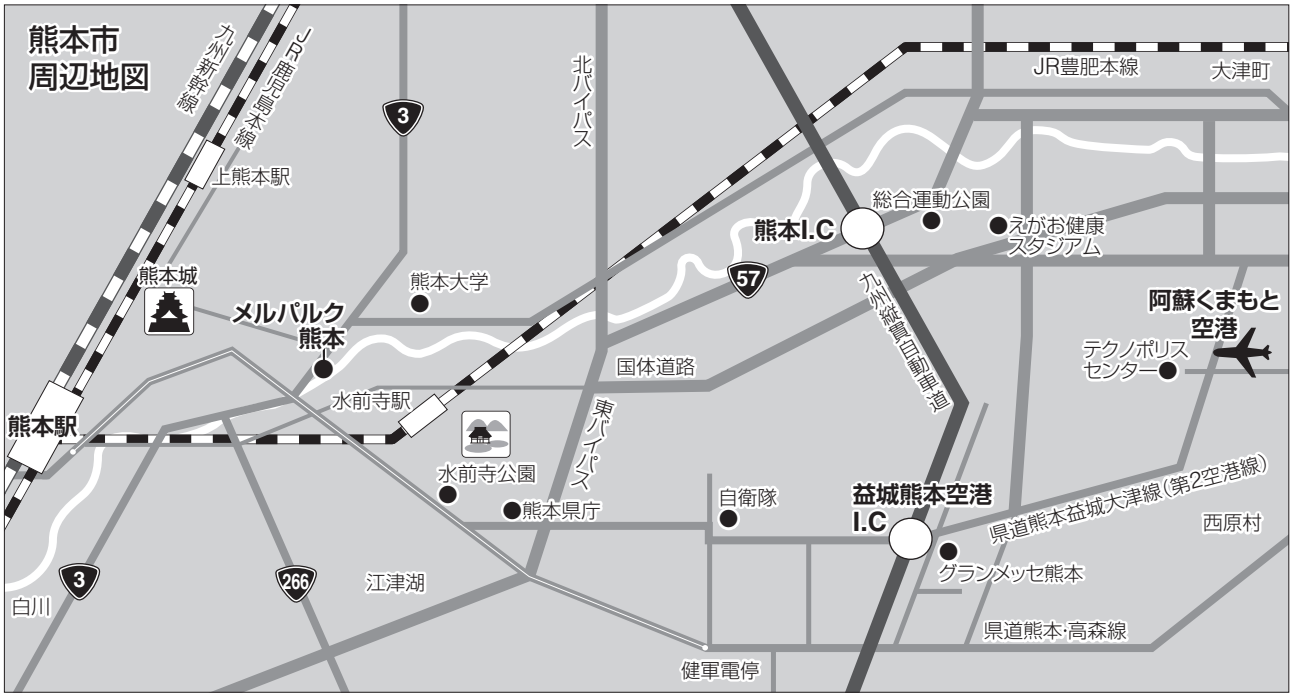 熊本市
周辺地図
九州新幹線
JR鹿児島本線
上熊本駅
3
北バイパス
JR豊肥本線
大津町
熊本城
メルパルク
熊本
熊本大学
57
熊本I.C
総合運動公園
えがお健康
スタジアム
九州縦貫自動車道
阿蘇くまもと
空港
テクノポリス
センター
国体道路
水前寺駅
熊本駅
水前寺公園
東バイパス
熊本県庁
自衛隊
益城熊本空港
I.C
県道熊本益城大津線(第2空港線)
西原村
グランメッセ熊本
3
266
江津湖
白川
県道熊本・高森線
健軍電停